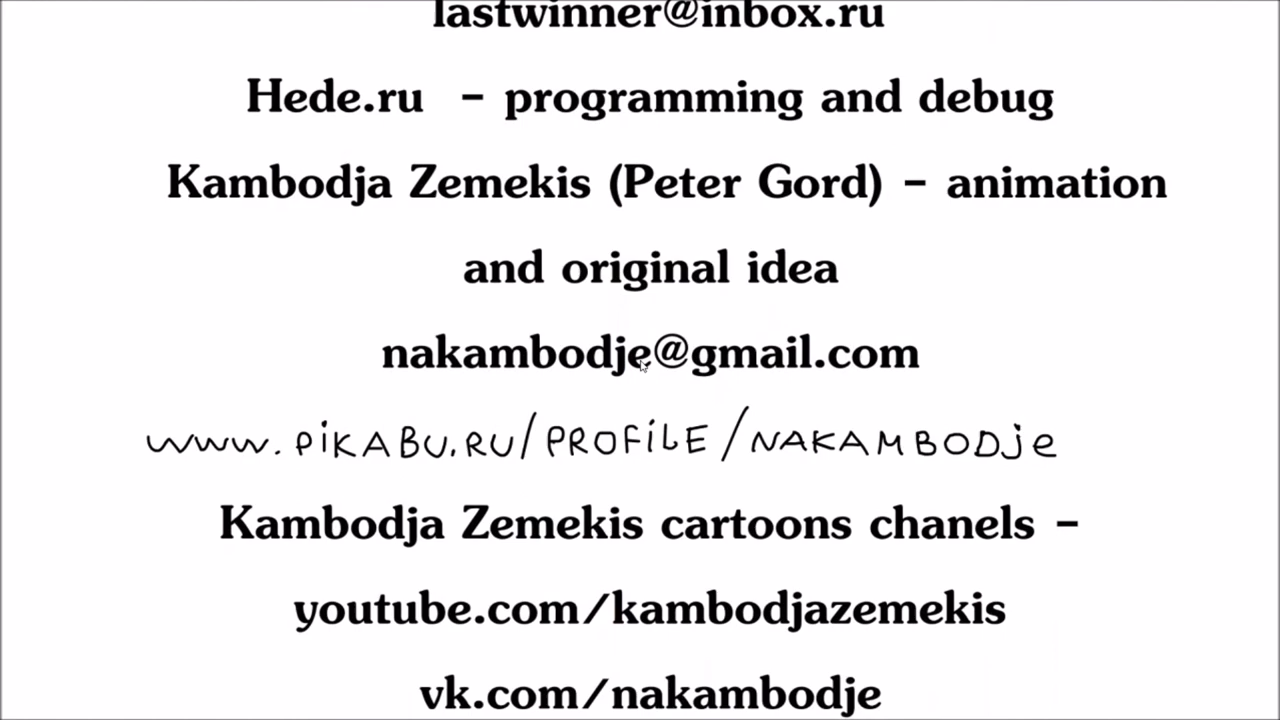 lastwinner@inbox.ru
Hede.ru - programming and debug
Kambodja Zemekis (Peter Gord) - animation
and original idea
nakambodje@gmail.com
www.PiKABU.RU/PROFiLE/NAKAMBODje
Kambodja Zemekis cartoons chanels -
youtube.com/kambodjazemekis
vk.com/nakambodje